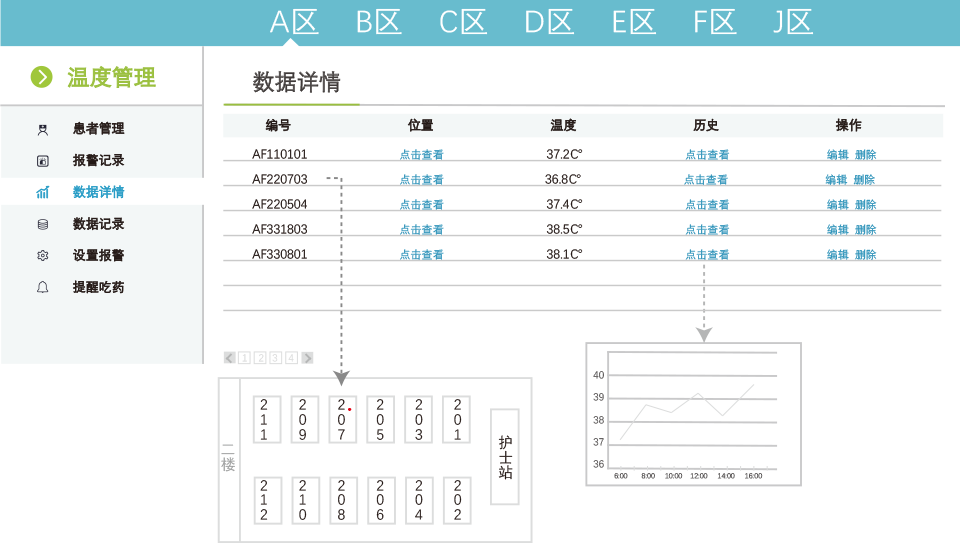 A区 B区 C区 D区 E区 F区 J区
温度管理
患者管理
报警记录
数据详情
数据记录
设置报警
提醒吃药
数据详情
编号 位置 温度 历史 操作
AF110101 点击查看 37.2C° 点击查看 编辑 删除
AF220703 点击查看 36.8C° 点击查看 编辑 删除
AF220504 点击查看 37.4C° 点击查看 编辑 删除
AF331803 点击查看 38.5C° 点击查看 编辑 删除
AF330801 点击查看 38.1C° 点击查看 编辑 删除
1 2 3 4
二楼
211 209 207 205 203 201
护士站
212 210 208 206 204 202
40
39
38
37
36
6:00 8:00 10:00 12:00 14:00 16:00